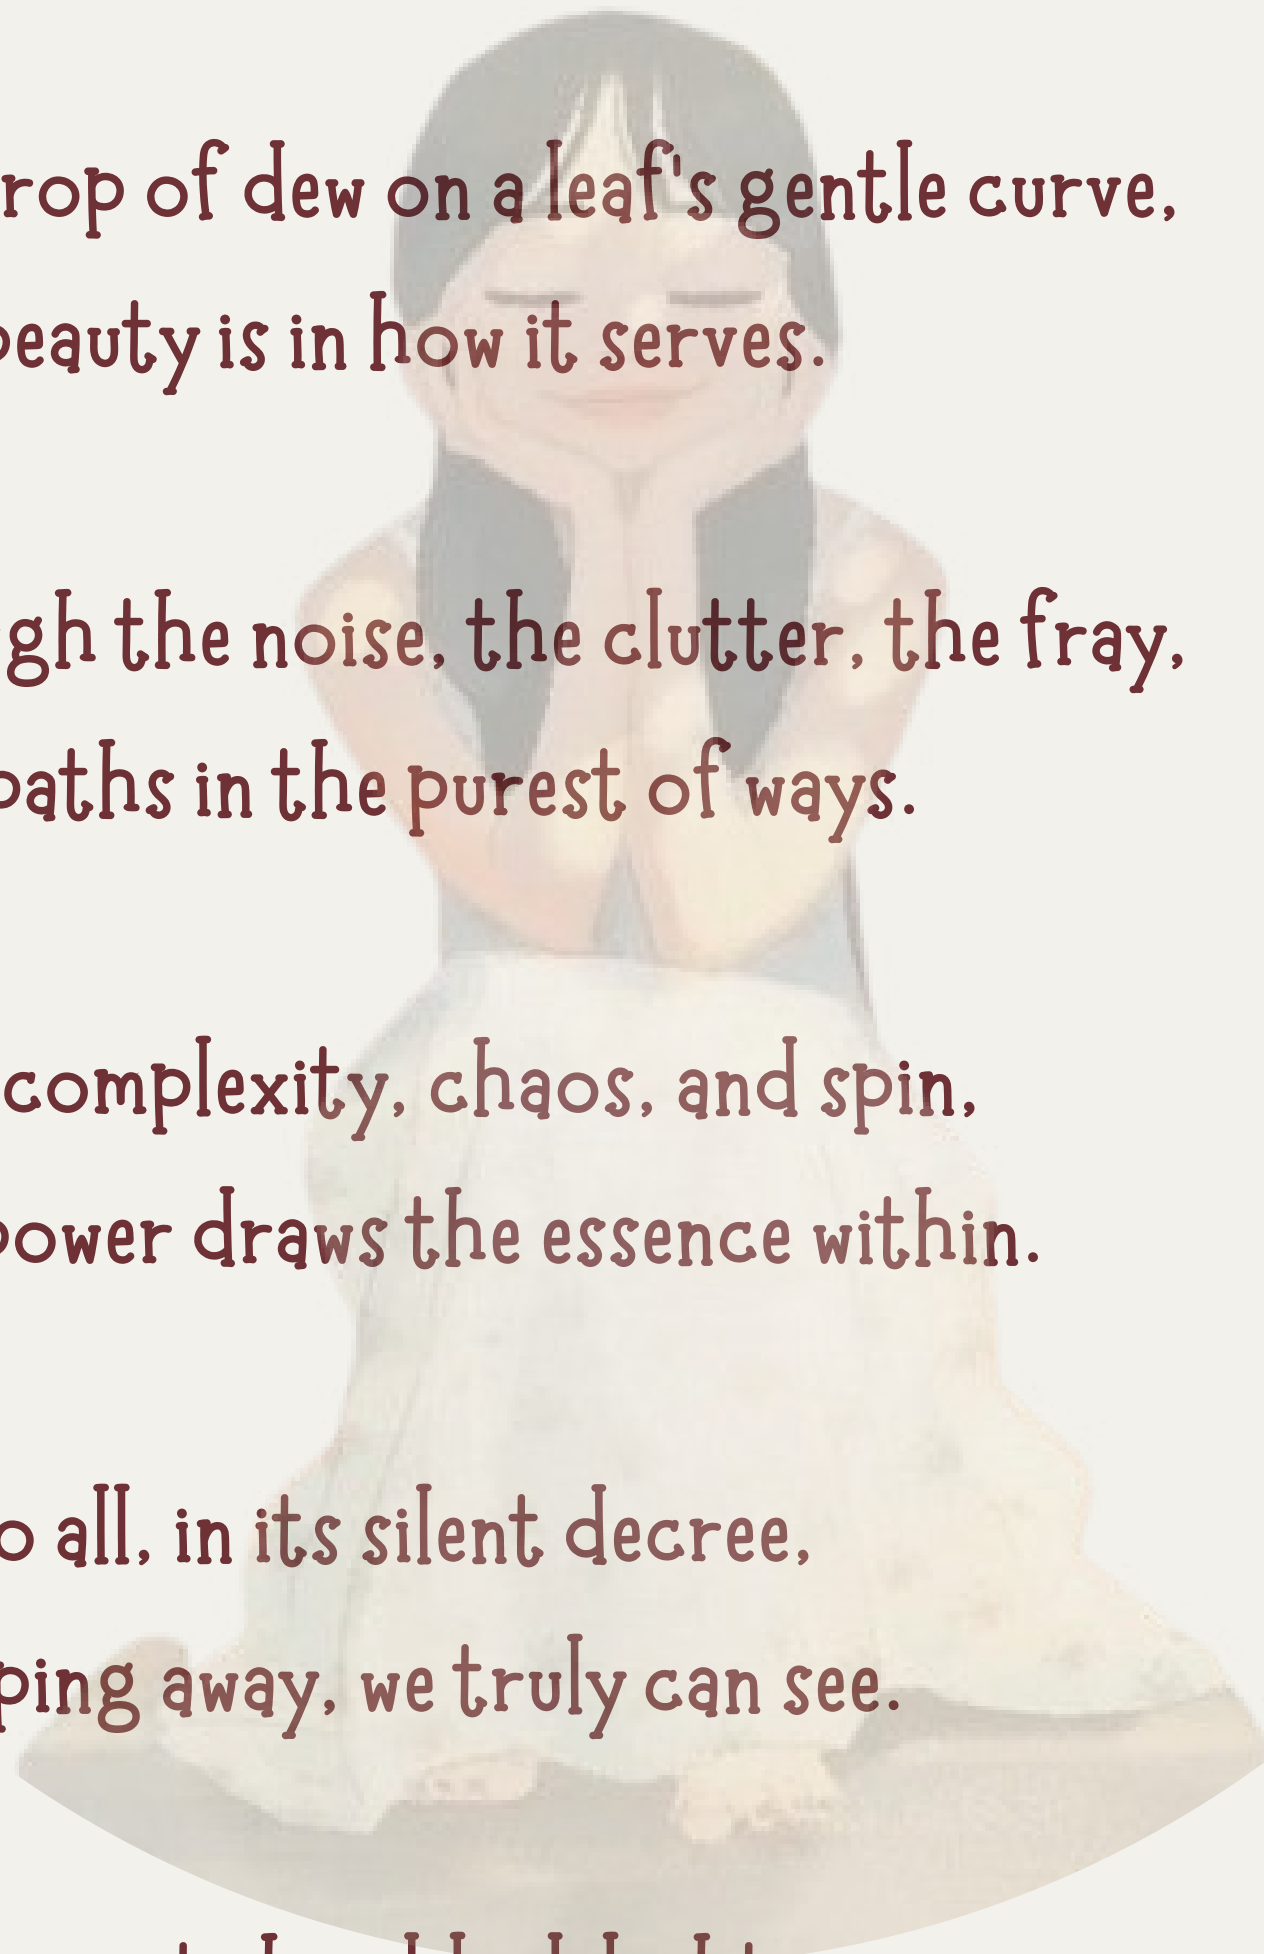 rop of dew on a leaf's gentle curve,
beauty is in how it serves.
gh the noise, the clutter, the fray,
paths in the purest of ways.
complexity, chaos, and spin,
power draws the essence within.
o all, in its silent decree,
ping away, we truly can see.